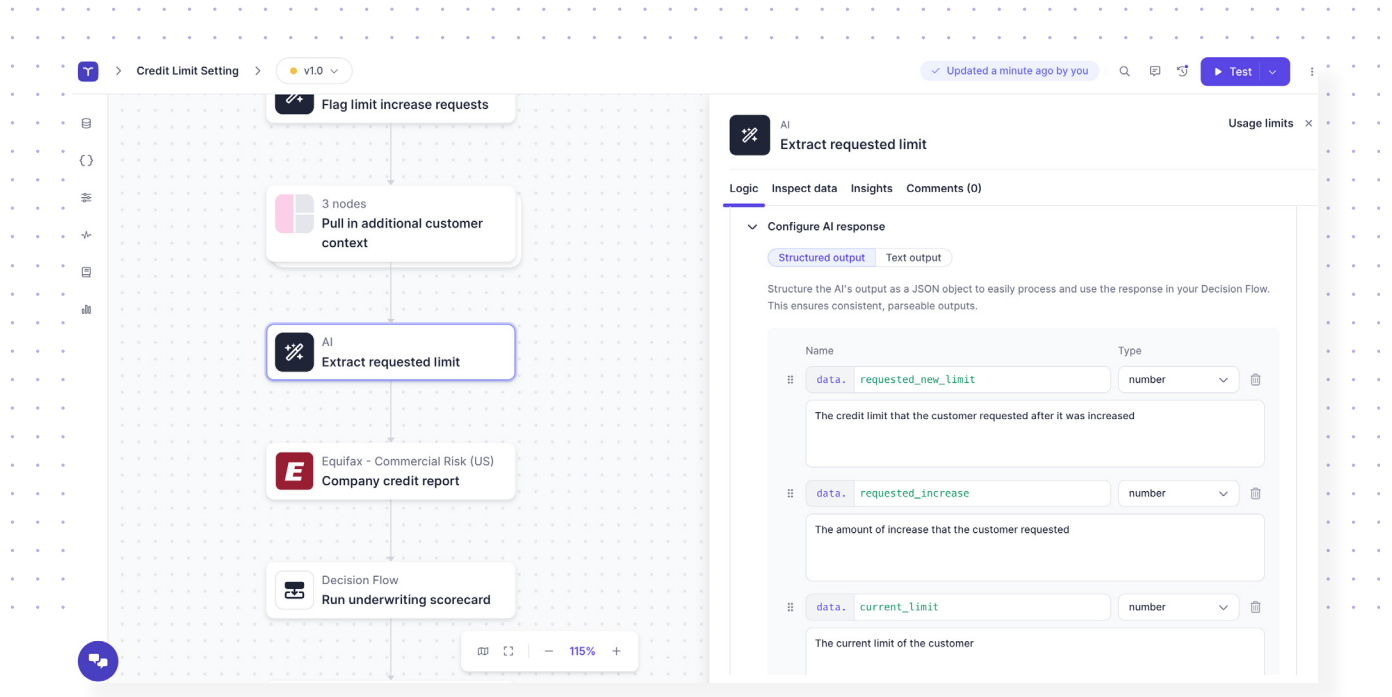 Credit Limit Setting
v1.0
Updated a minute ago by you
Test
Flag limit increase requests
3 nodes
Pull in additional customer
context
AI
Extract requested limit
Equifax - Commercial Risk (US)
E
Company credit report
Decision Flow
Run underwriting scorecard
115%
AI
Extract requested limit
Usage limits
Logic Inspect data Insights Comments (0)
Configure AI response
Structured output Text output
Structure the AI's output as a JSON object to easily process and use the response in your Decision Flow.
This ensures consistent, parseable outputs.
Name Type
data. requested_new_limit number
The credit limit that the customer requested after it was increased
data. requested_increase number
The amount of increase that the customer requested
data. current_limit number
The current limit of the customer